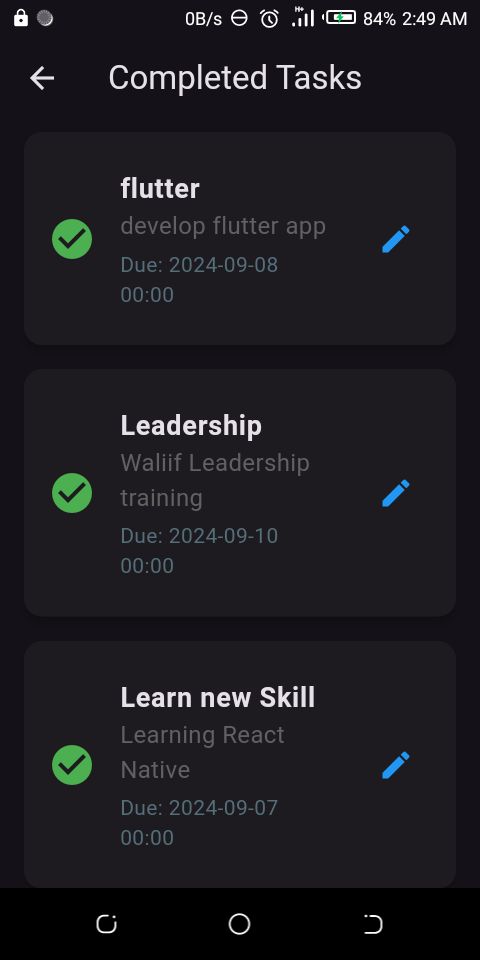 0B/s H+ 84% 2:49 AM
Completed Tasks
flutter
develop flutter app
Due: 2024-09-08
00:00
Leadership
Waliif Leadership
training
Due: 2024-09-10
00:00
Learn new Skill
Learning React
Native
Due: 2024-09-07
00:00